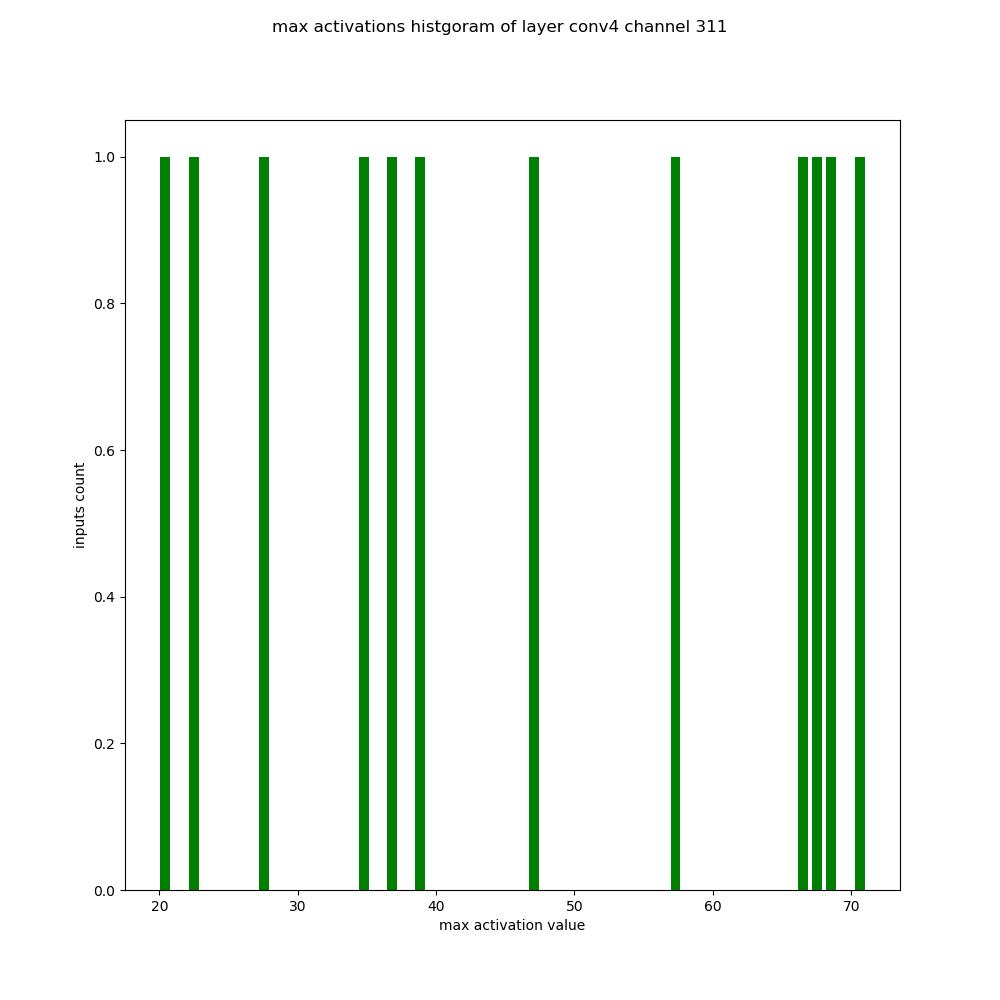 max activations histgoram of layer conv4 channel 311
1.0
0.8
0.6
0.4
0.2
0.0
inputs count
20 30 40 50 60 70
max activation value